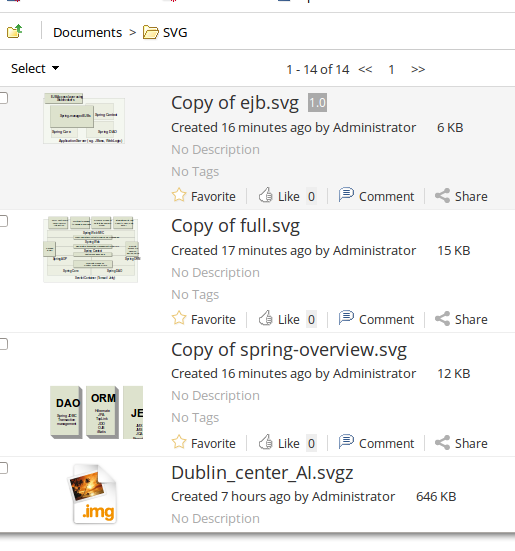 Documents > SVG
Select 1 - 14 of 14 << 1 >>
Copy of ejb.svg 1.0
Created 16 minutes ago by Administrator 6 KB
No Description
No Tags
Favorite Like 0 Comment Share
Copy of full.svg
Created 17 minutes ago by Administrator 15 KB
No Description
No Tags
Favorite Like 0 Comment Share
Copy of spring-overview.svg
Created 16 minutes ago by Administrator 12 KB
DAO ORM JE
No Description
No Tags
Favorite Like 0 Comment Share
Dublin_center_AI.svgz
Created 7 hours ago by Administrator 646 KB
.img
No Description